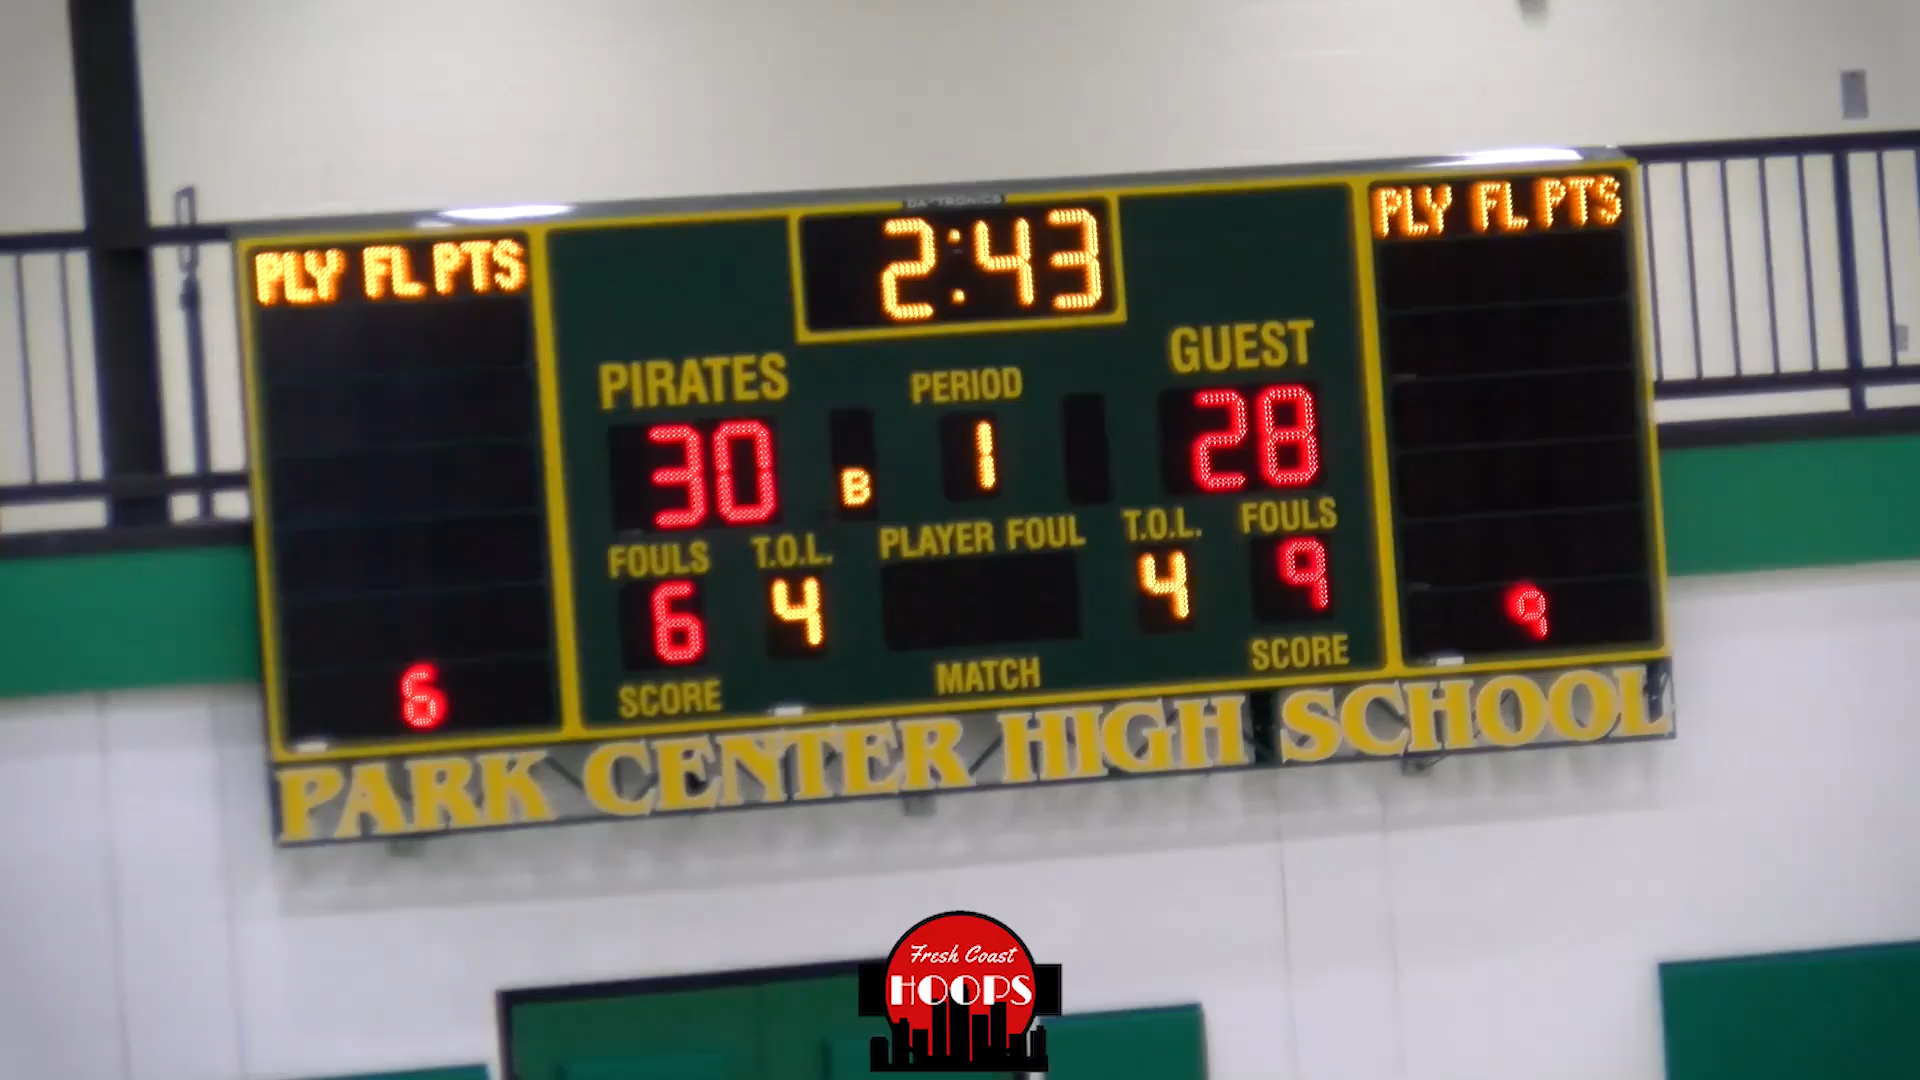 DAKTRONICS
PLY FL PTS
2:43
PLY FL PTS
PIRATES
PERIOD
GUEST
30
B
1
28
FOULS
T.O.L.
PLAYER FOUL
T.O.L.
FOULS
6
4
4
9
SCORE
MATCH
SCORE
6
9
PARK CENTER HIGH SCHOOL
Fresh Coast
HOOPS